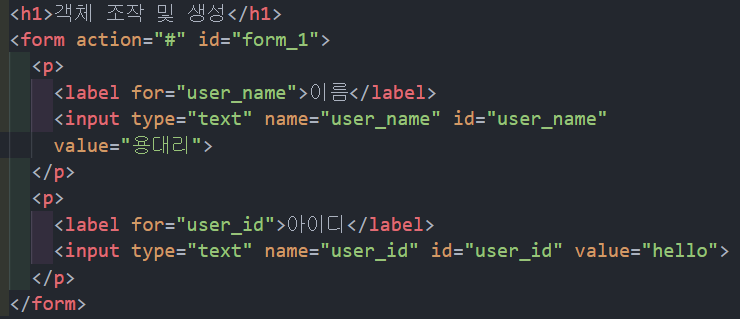 <h1>객체 조작 및 생성</h1>
<form action="#" id="form_1">
<p>
<label for="user_name">이름</label>
<input type="text" name="user_name" id="user_name"
value="용대리">
</p>
<p>
<label for="user_id">아이디</label>
<input type="text" name="user_id" id="user_id" value="hello">
</p>
</form>